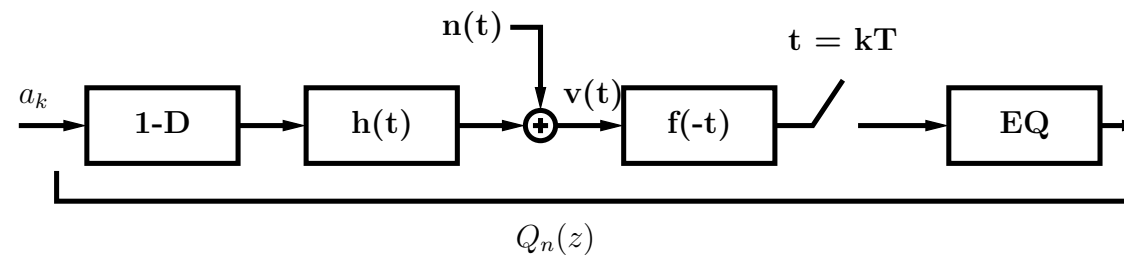 n(t)
t = kT
a_k
1-D
h(t)
v(t)
f(-t)
EQ
Q_n(z)